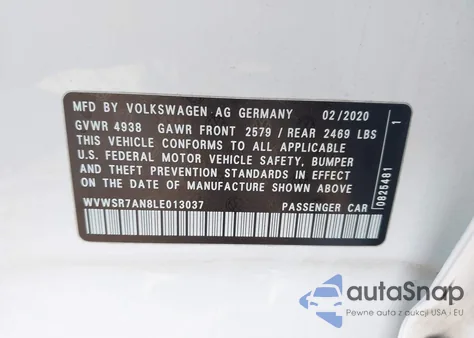 MFD BY VOLKSWAGEN AG GERMANY 02/2020
GVWR 4938 GAWR FRONT 2579 / REAR 2469 LBS
THIS VEHICLE CONFORMS TO ALL APPLICABLE
U.S. FEDERAL MOTOR VEHICLE SAFETY, BUMPER
AND THEFT PREVENTION STANDARDS IN EFFECT
ON THE DATE OF MANUFACTURE SHOWN ABOVE
WVWSR7AN8LE013037 PASSENGER CAR
10825481 1
autoSnap
Pewne auta z aukcji USA - EU